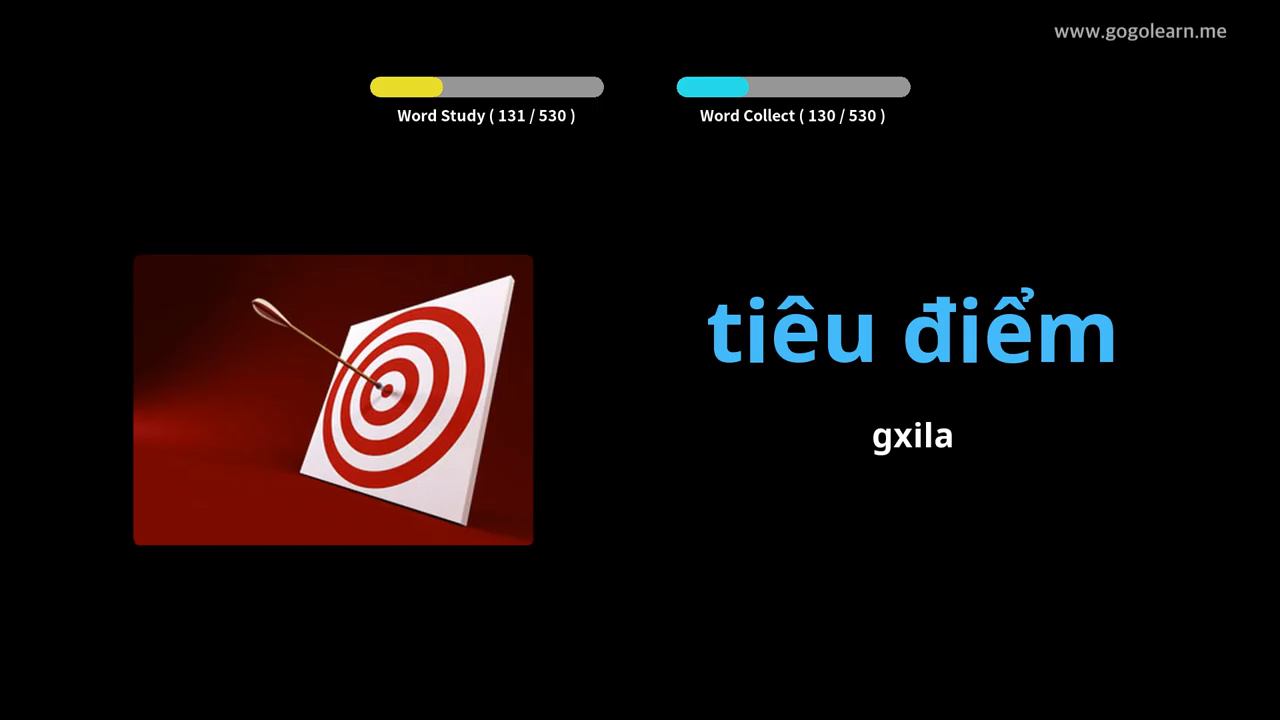 www.gogolearn.me
Word Study ( 131 / 530 )
Word Collect ( 130 / 530 )
tiêu điểm
gxila